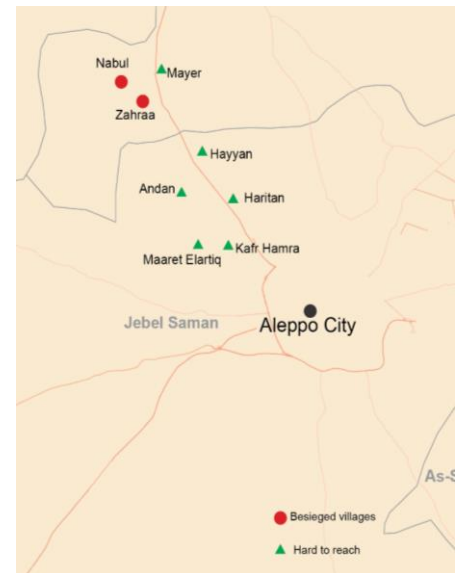 Nabul
Mayer
Zahraa
Hayyan
Andan
Haritan
Maaret Elartiq
Kafr Hamra
Jebel Saman
Aleppo City
As-S
Besieged villages
Hard to reach